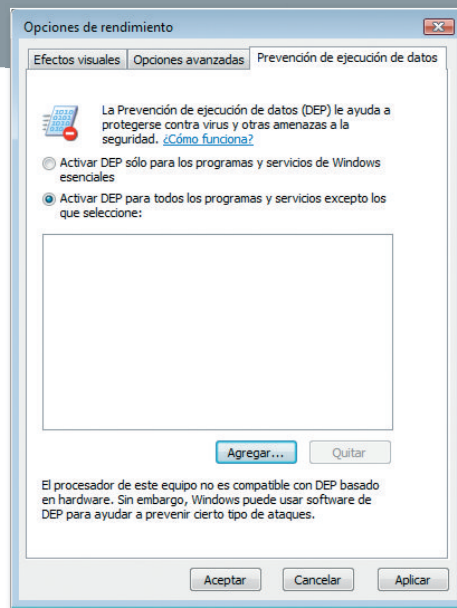 Opciones de rendimiento
Efectos visuales
Opciones avanzadas
Prevención de ejecución de datos
La Prevención de ejecución de datos (DEP) le ayuda a
protegerse contra virus y otras amenazas a la
seguridad. ¿Cómo funciona?
Activar DEP sólo para los programas y servicios de Windows
esenciales
Activar DEP para todos los programas y servicios excepto los
que seleccione:
Agregar...
Quitar
El procesador de este equipo no es compatible con DEP basado
en hardware. Sin embargo, Windows puede usar software de
DEP para ayudar a prevenir cierto tipo de ataques.
Aceptar
Cancelar
Aplicar